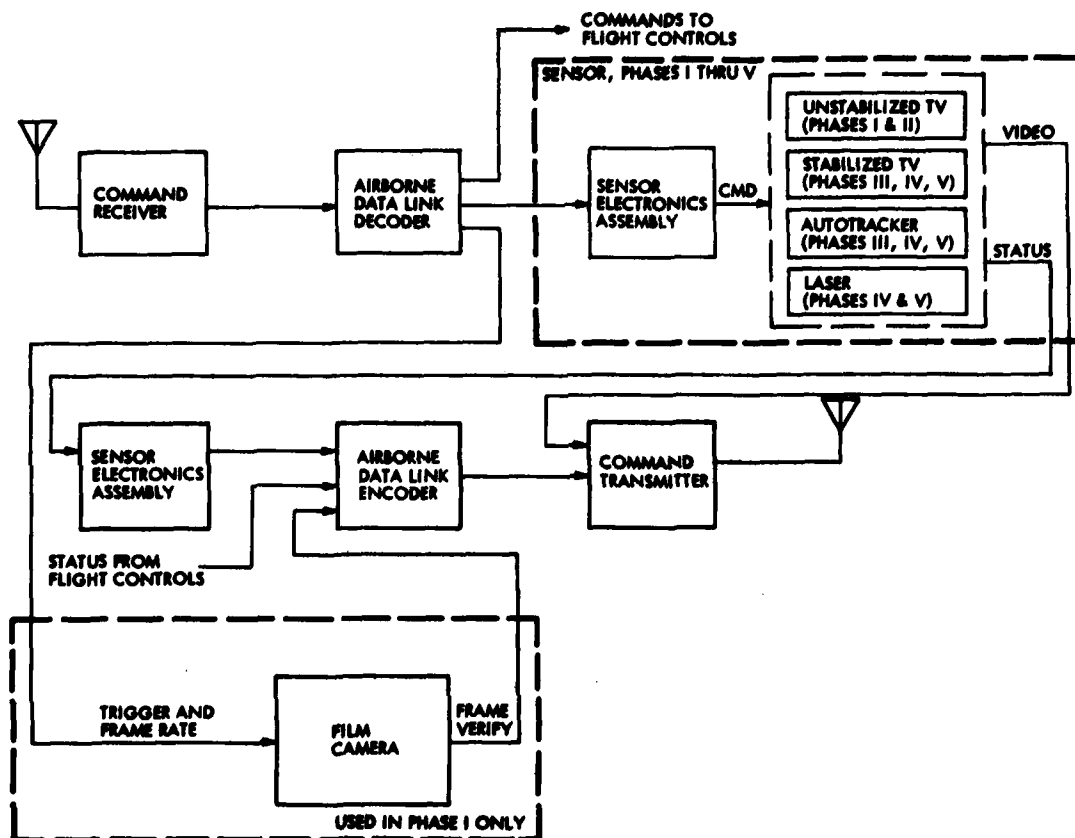 COMMANDS TO
FLIGHT CONTROLS
SENSOR, PHASES I THRU V
UNSTABILIZED TV
(PHASES I & II)
VIDEO
COMMAND
RECEIVER
AIRBORNE
DATA LINK
DECODER
SENSOR
ELECTRONICS
ASSEMBLY
CMD
STABILIZED TV
(PHASES III, IV, V)
AUTOTRACKER
(PHASES III, IV, V)
STATUS
LASER
(PHASES IV & V)
SENSOR
ELECTRONICS
ASSEMBLY
AIRBORNE
DATA LINK
ENCODER
COMMAND
TRANSMITTER
STATUS FROM
FLIGHT CONTROLS
TRIGGER AND
FRAME RATE
FILM
CAMERA
FRAME
VERIFY
USED IN PHASE I ONLY